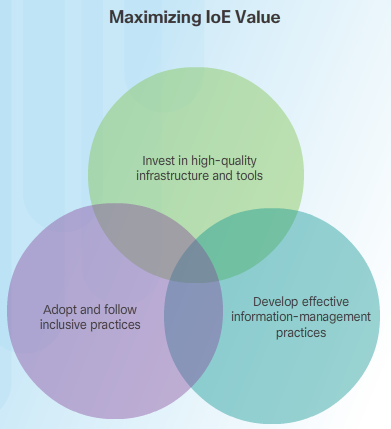 Maximizing IoE Value
Invest in high-quality
infrastructure and tools
Adopt and follow
inclusive practices
Develop effective
information-management
practices